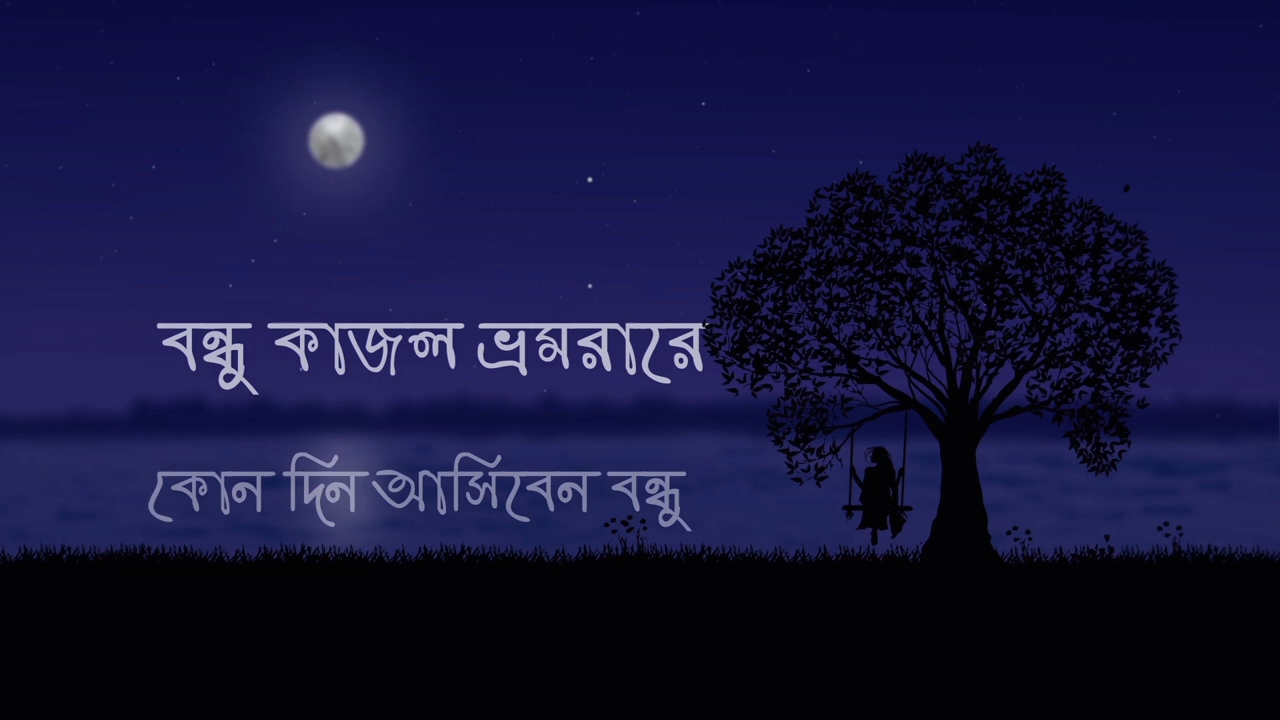 বন্ধু কাজল ভ্রমরারে
কোন দিন আসিবেন বন্ধু